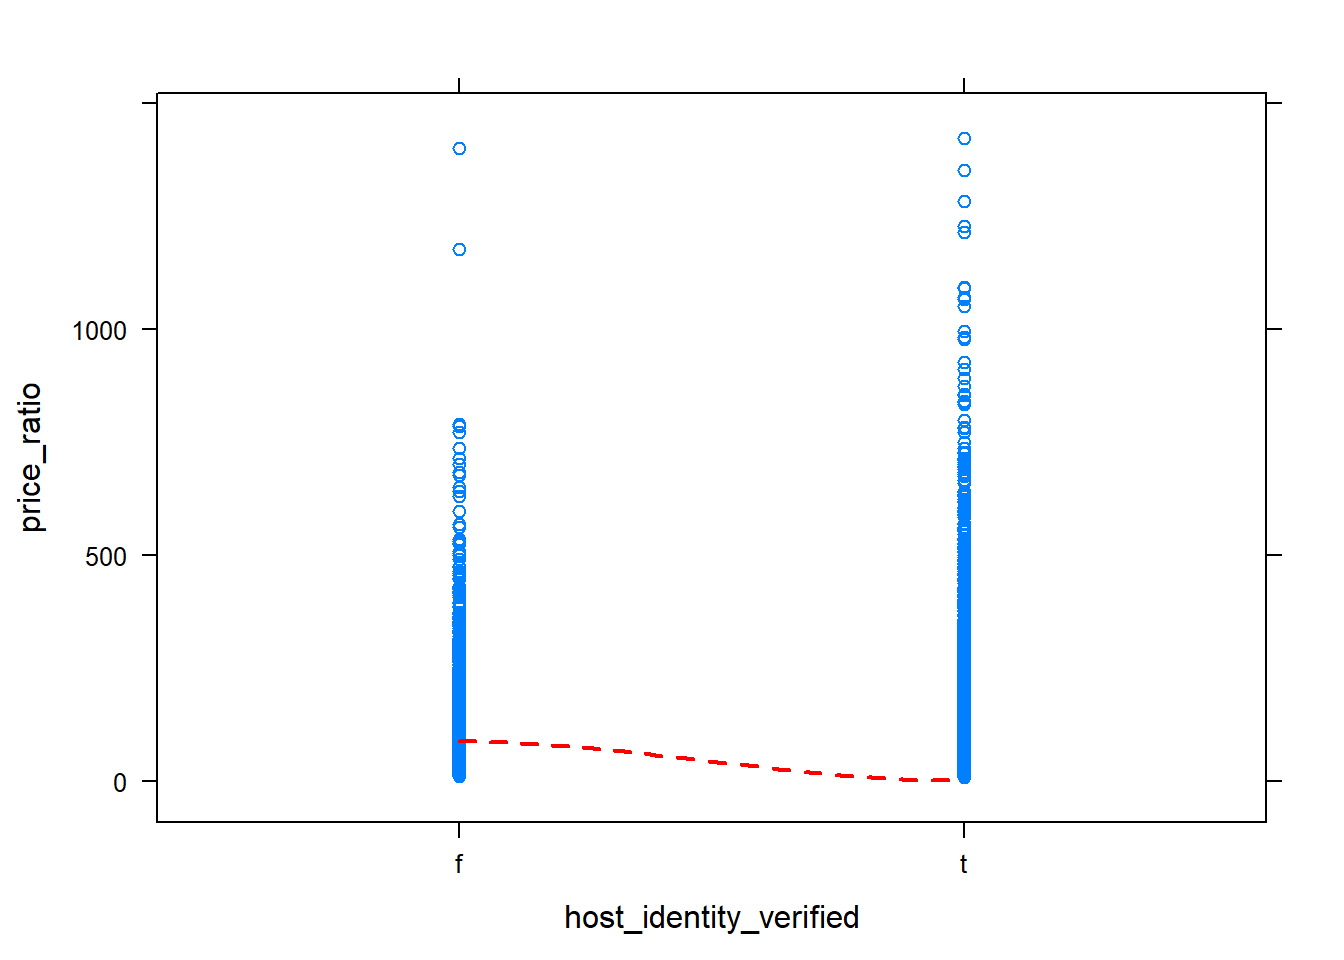 price_ratio
1000
500
0
f
t
host_identity_verified